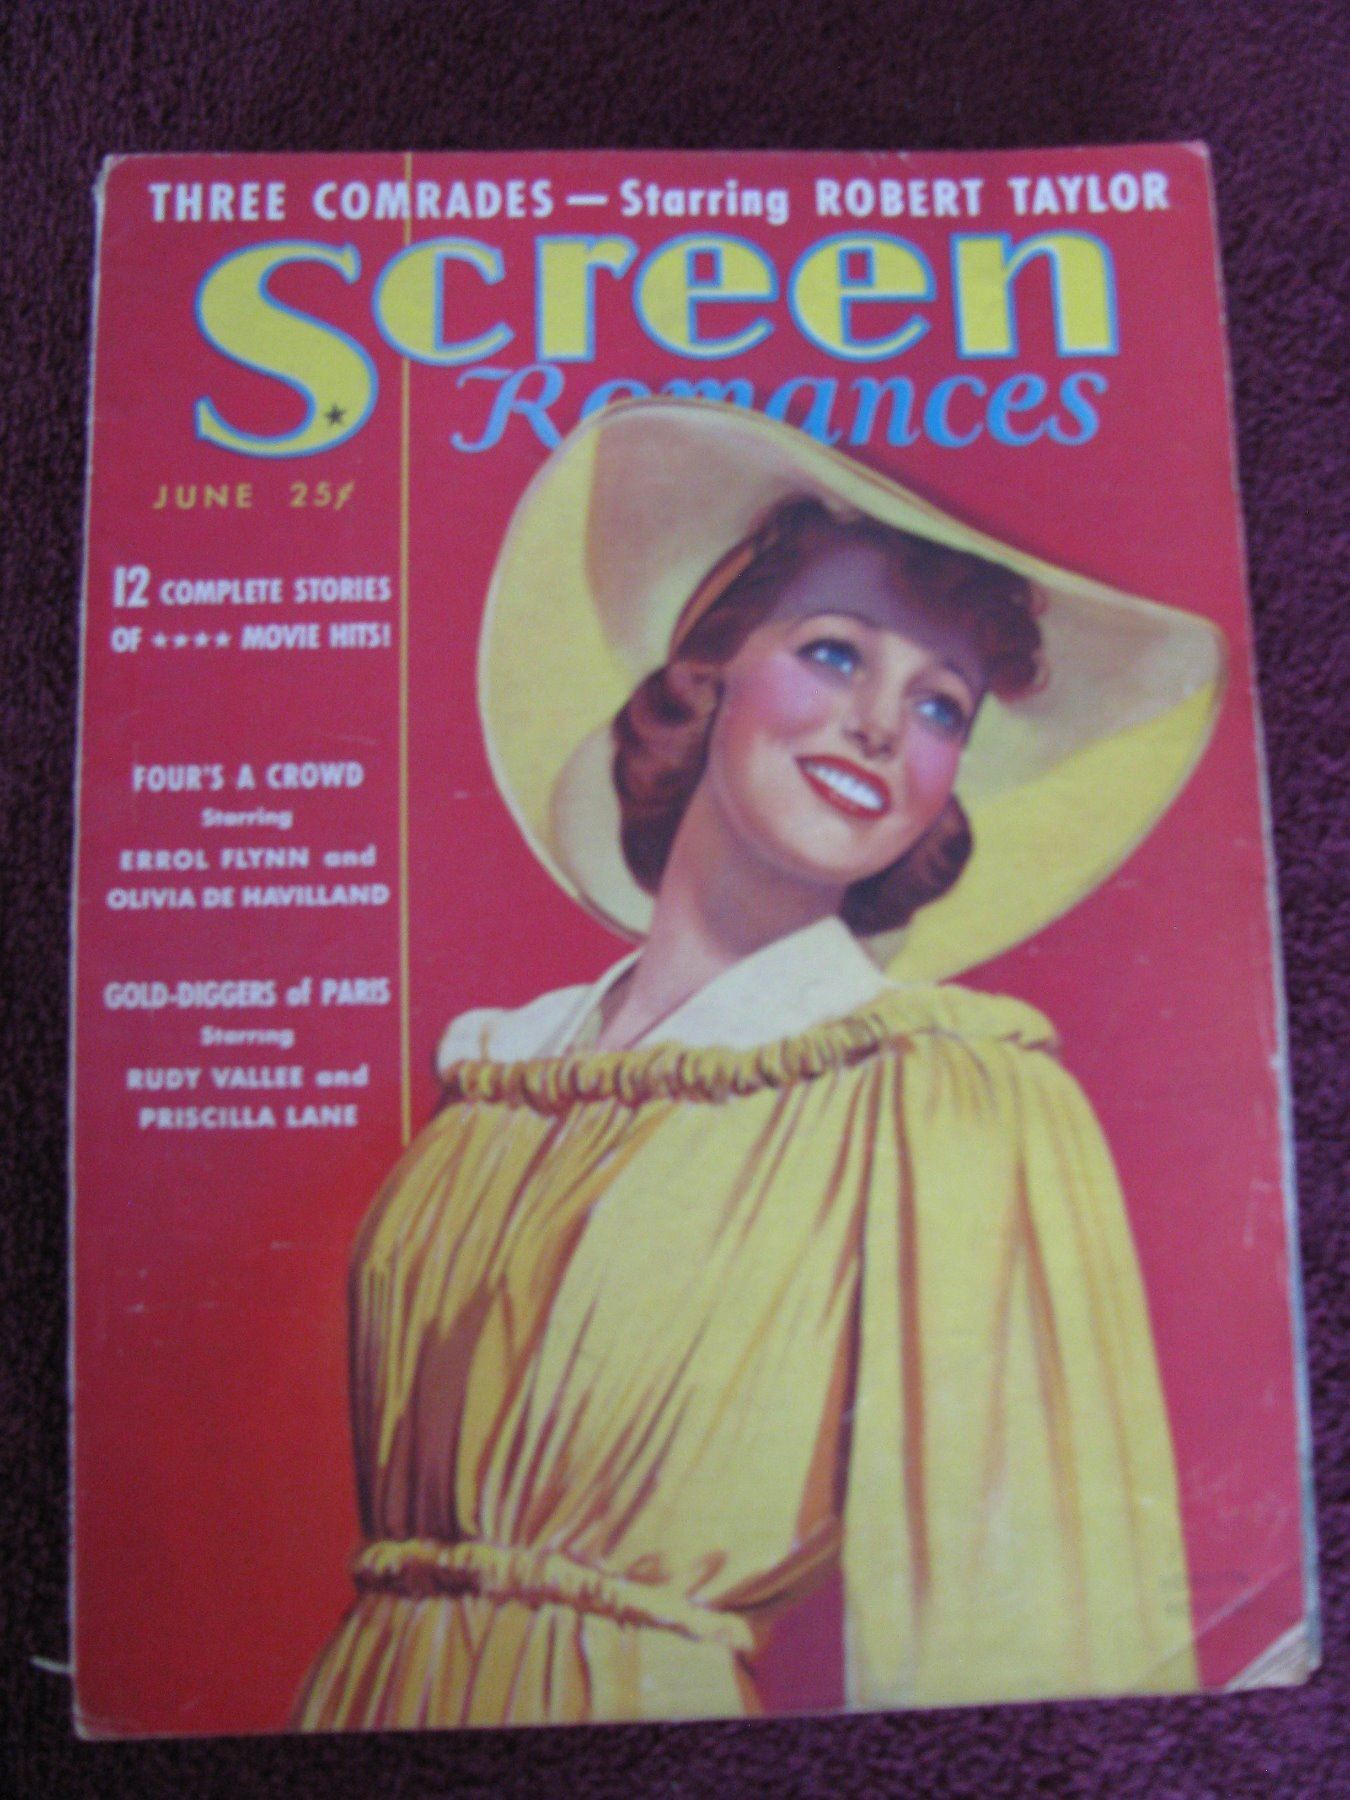 THREE COMRADES — Starring ROBERT TAYLOR
Screen
Romances
JUNE 25¢
12 COMPLETE STORIES
OF ★★★★ MOVIE HITS!
FOUR'S A CROWD
Starring
ERROL FLYNN and
OLIVIA DE HAVILLAND
GOLD-DIGGERS of PARIS
Starring
RUDY VALLEE and
PRISCILLA LANE